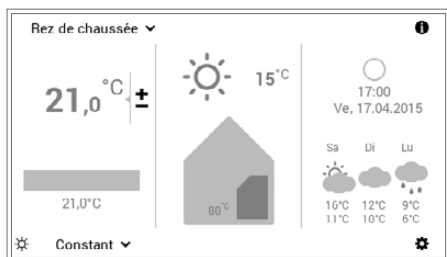 Rez de chaussée
21,0 °C ±
21,0°C
Constant
15°C
80°C
17:00
Ve, 17.04.2015
Sa Di Lu
16°C 12°C 9°C
11°C 10°C 6°C